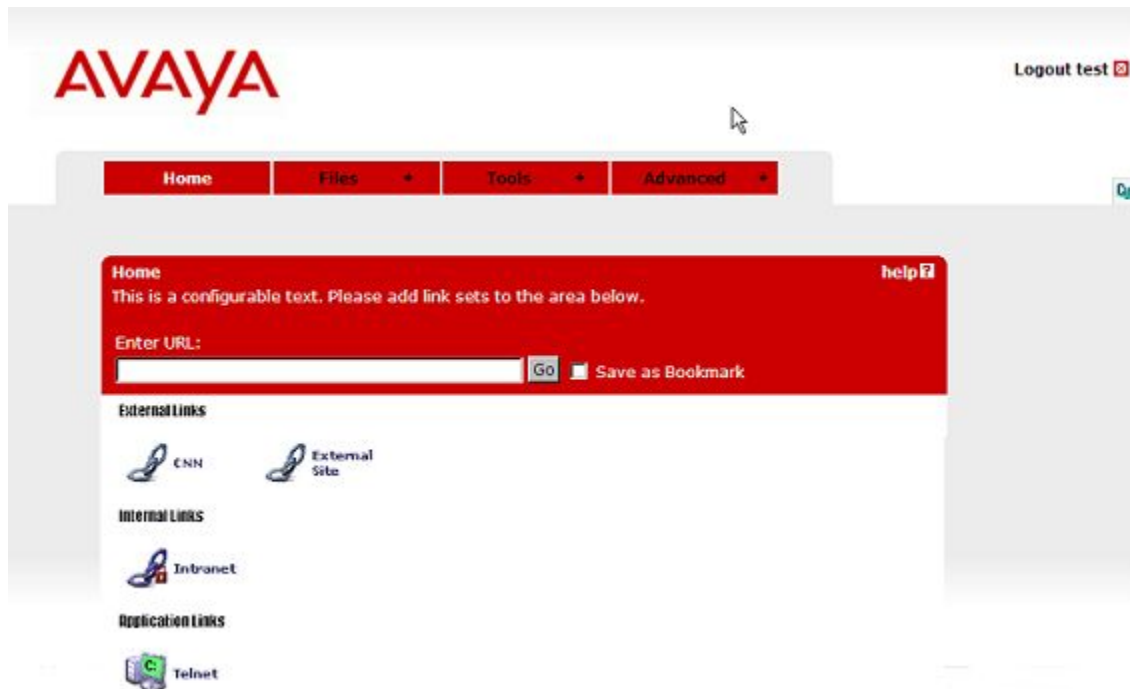 AVAYA
Logout test
Home Files + Tools + Advanced +
Home help?
This is a configurable text. Please add link sets to the area below.
Enter URL:
Go Save as Bookmark
External Links
CNN External Site
Internal Links
Intranet
Application Links
C: Telnet